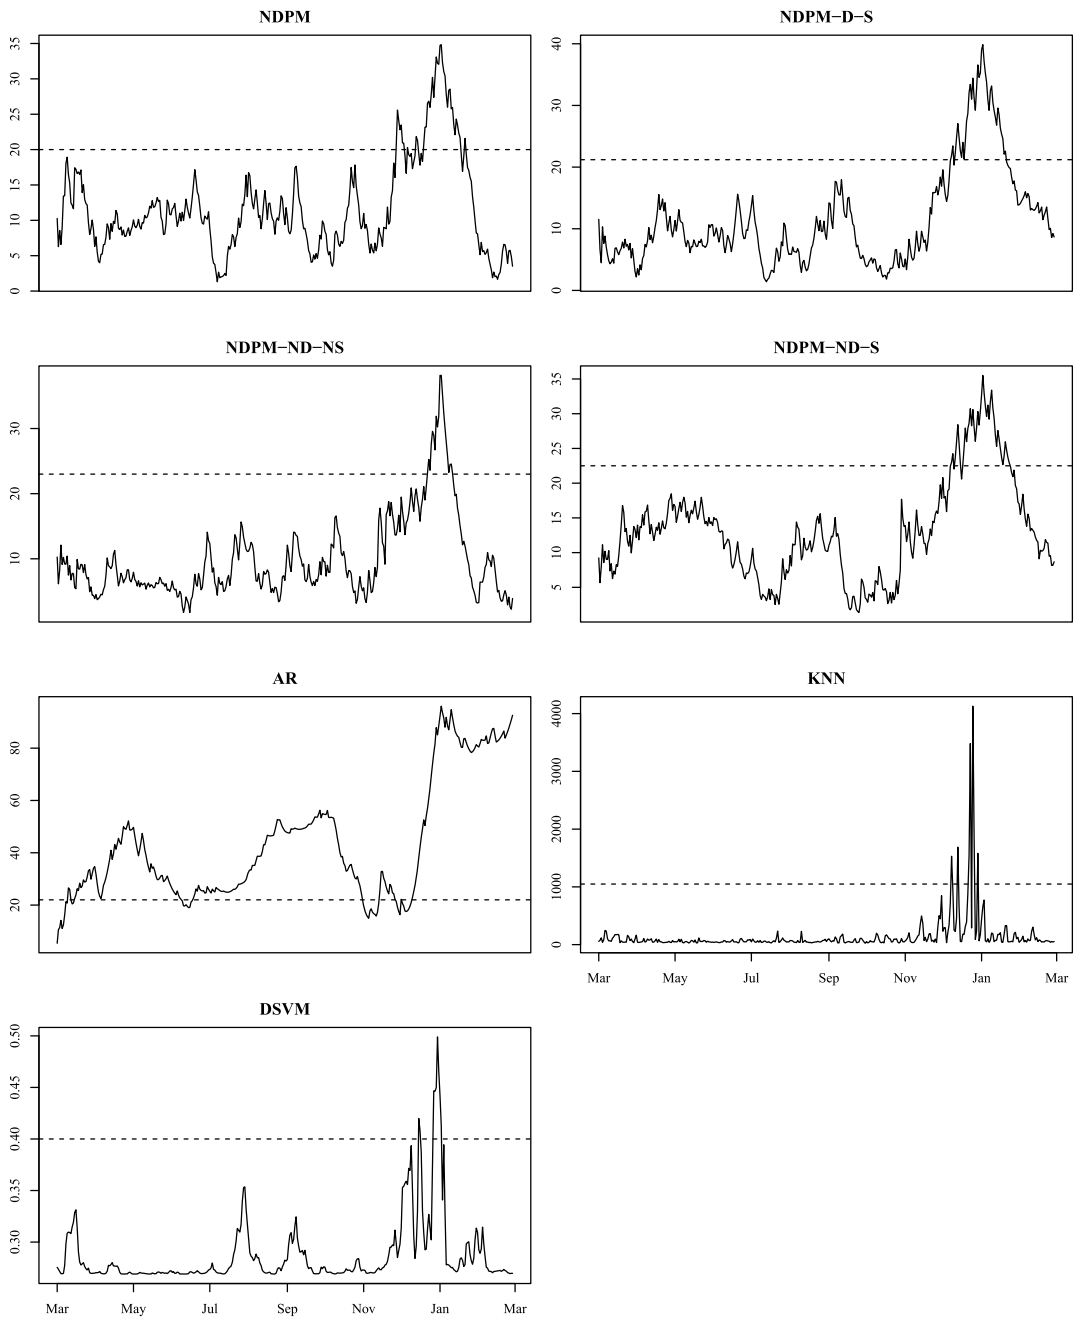 NDPM
0 5 10 15 20 25 30 35
NDPM−D−S
0 10 20 30 40
NDPM−ND−NS
10 20 30
NDPM−ND−S
5 10 15 20 25 30 35
AR
20 40 60 80
KNN
0 1000 2000 3000 4000
Mar May Jul Sep Nov Jan Mar
DSVM
0.30 0.35 0.40 0.45 0.50
Mar May Jul Sep Nov Jan Mar